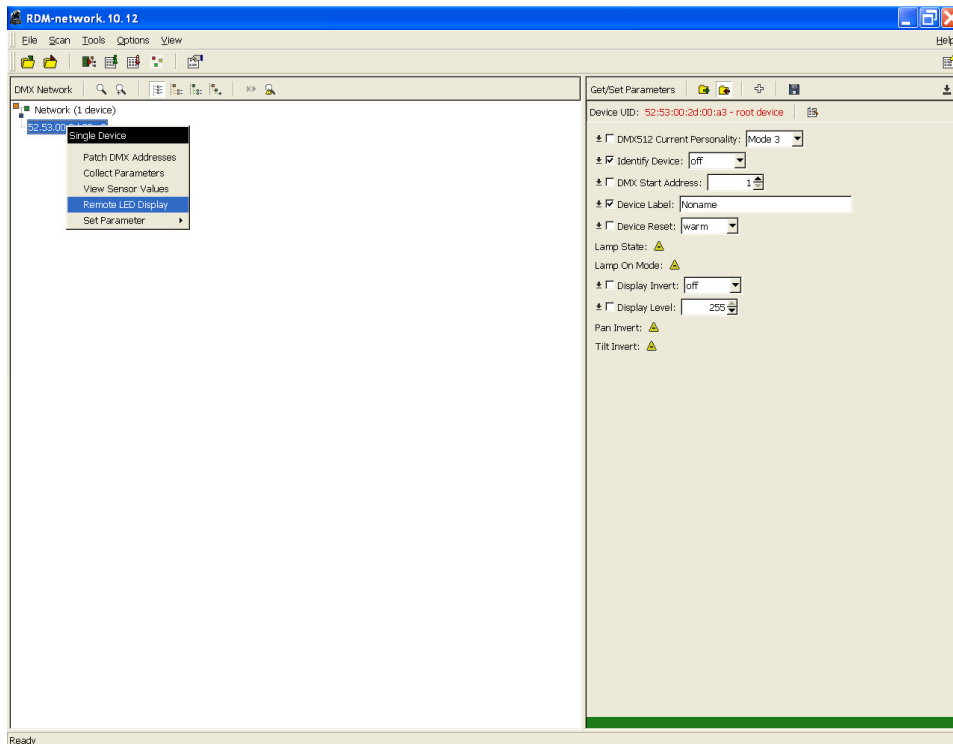 RDM-network.10.12
File Scan Tools Options View Help
DMX Network
Get/Set Parameters
Network (1 device)
Device UID: 52:53:00:2d:00:a3 - root device
Single Device
Patch DMX Addresses
Collect Parameters
View Sensor Values
Remote LED Display
Set Parameter
DMX512 Current Personality: Mode 3
Identify Device: off
DMX Start Address: 1
Device Label: Noname
Device Reset: warm
Lamp State:
Lamp On Mode:
Display Invert: off
Display Level: 255
Pan Invert:
Tilt Invert:
Ready